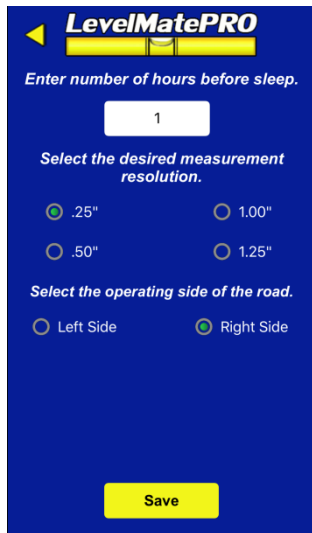 LevelMatePRO
Enter number of hours before sleep.
1
Select the desired measurement
resolution.
.25" 1.00"
.50" 1.25"
Select the operating side of the road.
Left Side Right Side
Save